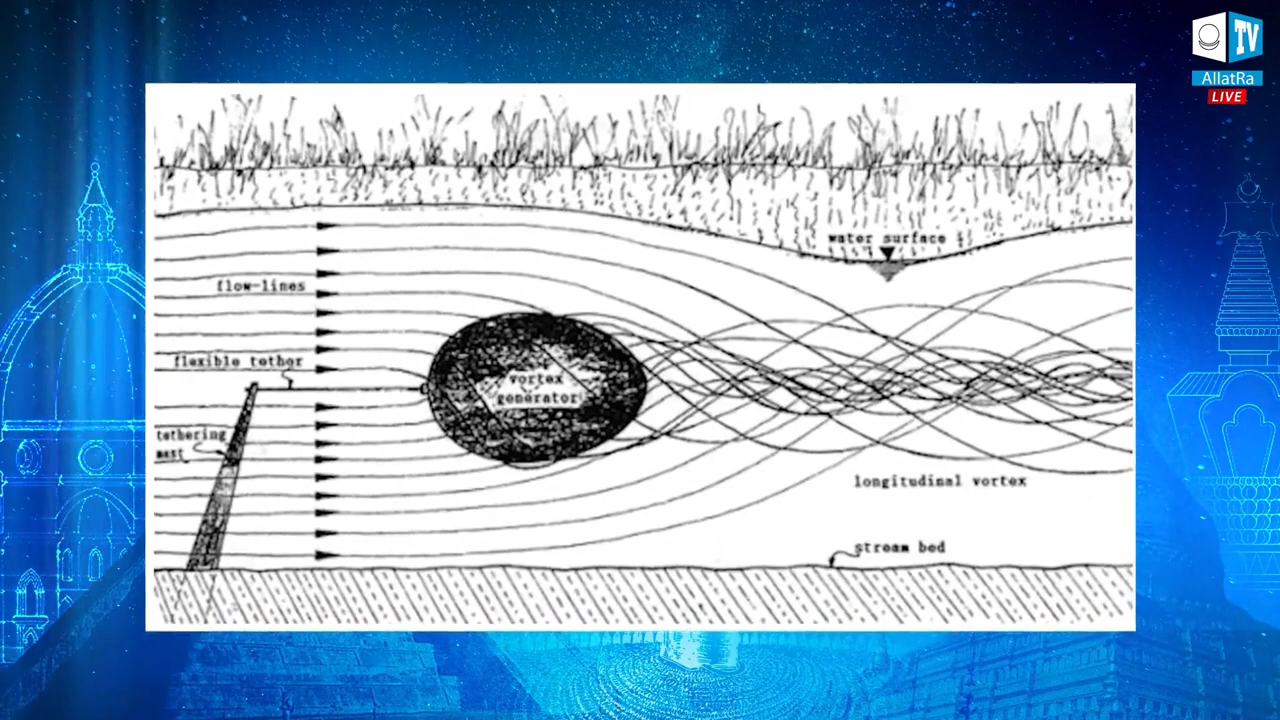 TV
AllatRa
LIVE
water surface
flow-lines
flexible tether
vortex
generator
tethering
mast
longitudinal vortex
stream bed